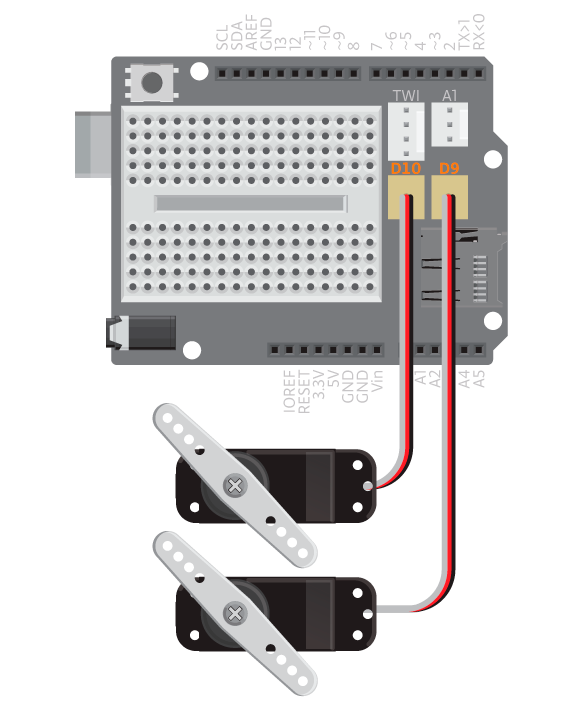 SCL
SDA
AREF
GND
13
12
~11
~10
~9
8
7
~6
~5
4
~3
2
TX>1
RX<0
TWI
A1
D10
D9
IOREF
RESET
3.3V
5V
GND
GND
Vin
A1
A2
A4
A5